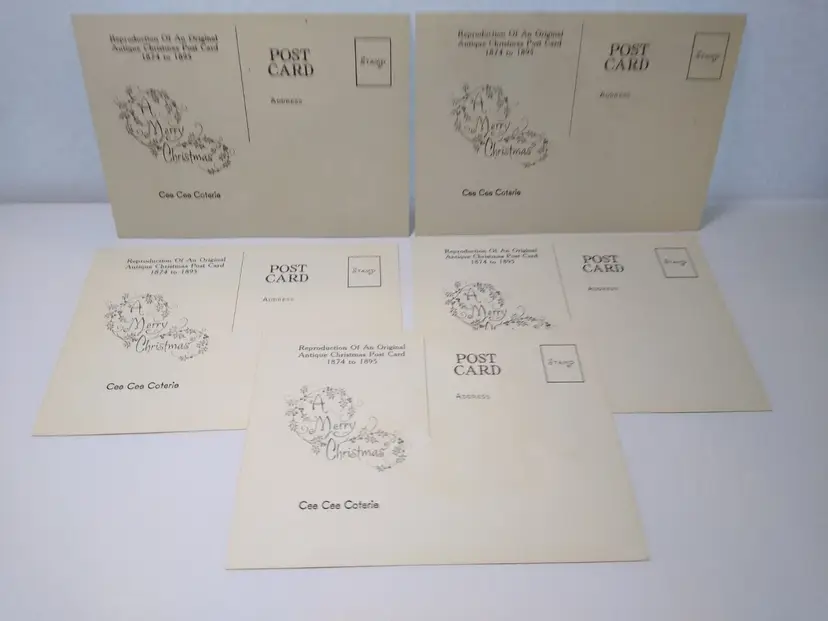 Reproduction Of An Original
Antique Christmas Post Card
1874 to 1895
POST
CARD
Stamp
Address
A
Merry
Christmas
Cee Cee Coterie
Reproduction Of An Original
Antique Christmas Post Card
1874 to 1895
POST
CARD
Stamp
Address
A
Merry
Christmas
Cee Cee Coterie
Reproduction Of An Original
Antique Christmas Post Card
1874 to 1895
POST
CARD
Stamp
Address
A
Merry
Christmas
Cee Cee Coterie
Reproduction Of An Original
Antique Christmas Post Card
1874 to 1895
POST
CARD
Stamp
Address
A
Merry
Reproduction Of An Original
Antique Christmas Post Card
1874 to 1895
POST
CARD
Stamp
Address
A
Merry
Christmas
Cee Cee Coterie